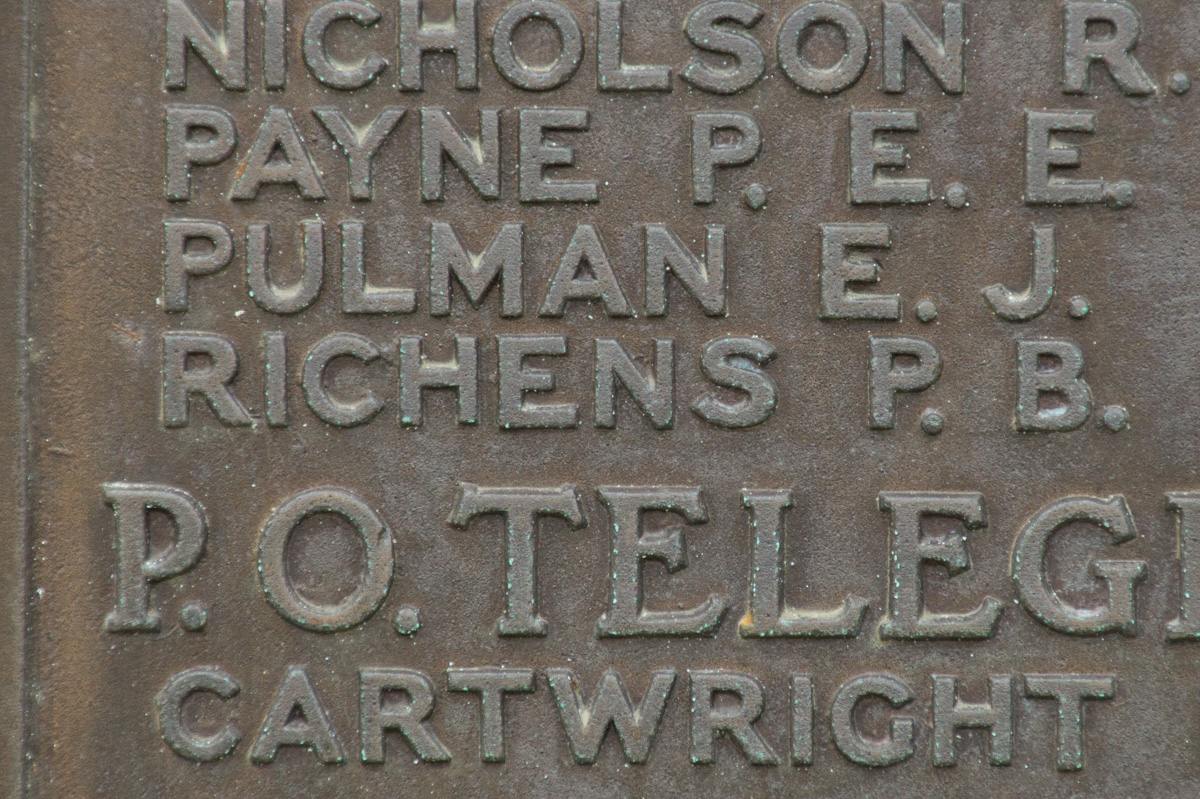 NICHOLSON R.
PAYNE P. E. E.
PULMAN E. J.
RICHENS P. B.
P.O. TELEG
CARTWRIGHT